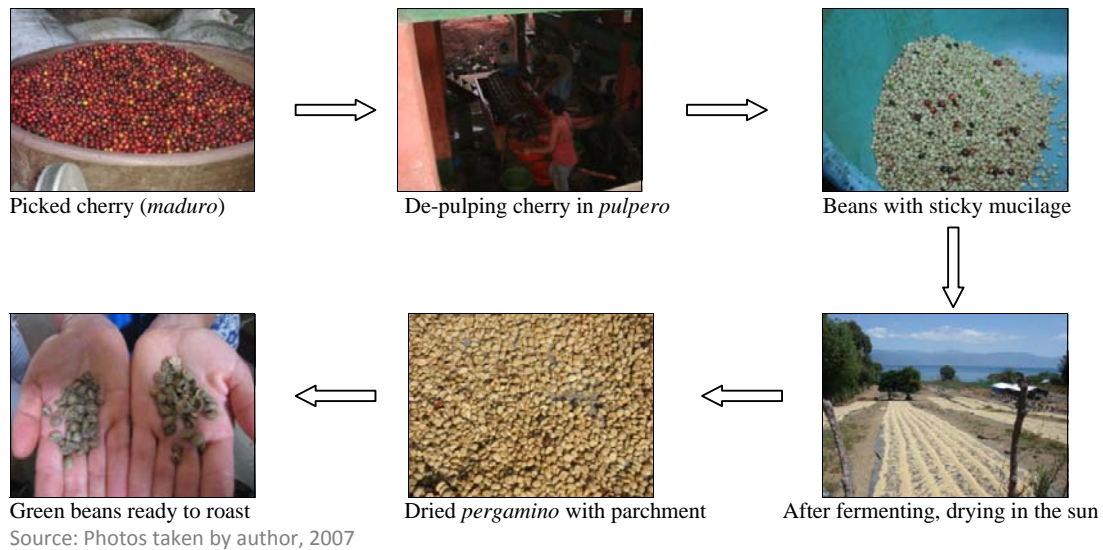 Picked cherry (maduro)
De-pulping cherry in pulpero
Beans with sticky mucilage
Green beans ready to roast
Dried pergamino with parchment
After fermenting, drying in the sun
Source: Photos taken by author, 2007